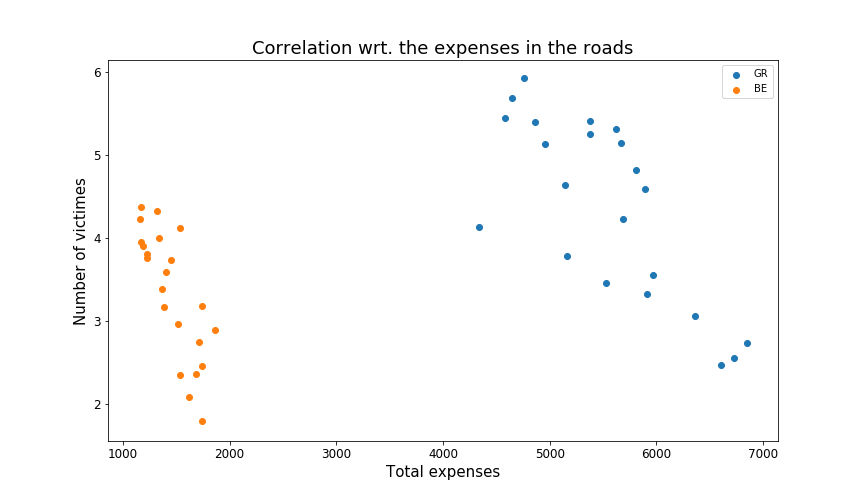 Correlation wrt. the expenses in the roads
GR
BE
6
5
4
3
2
Number of victimes
1000 2000 3000 4000 5000 6000 7000
Total expenses